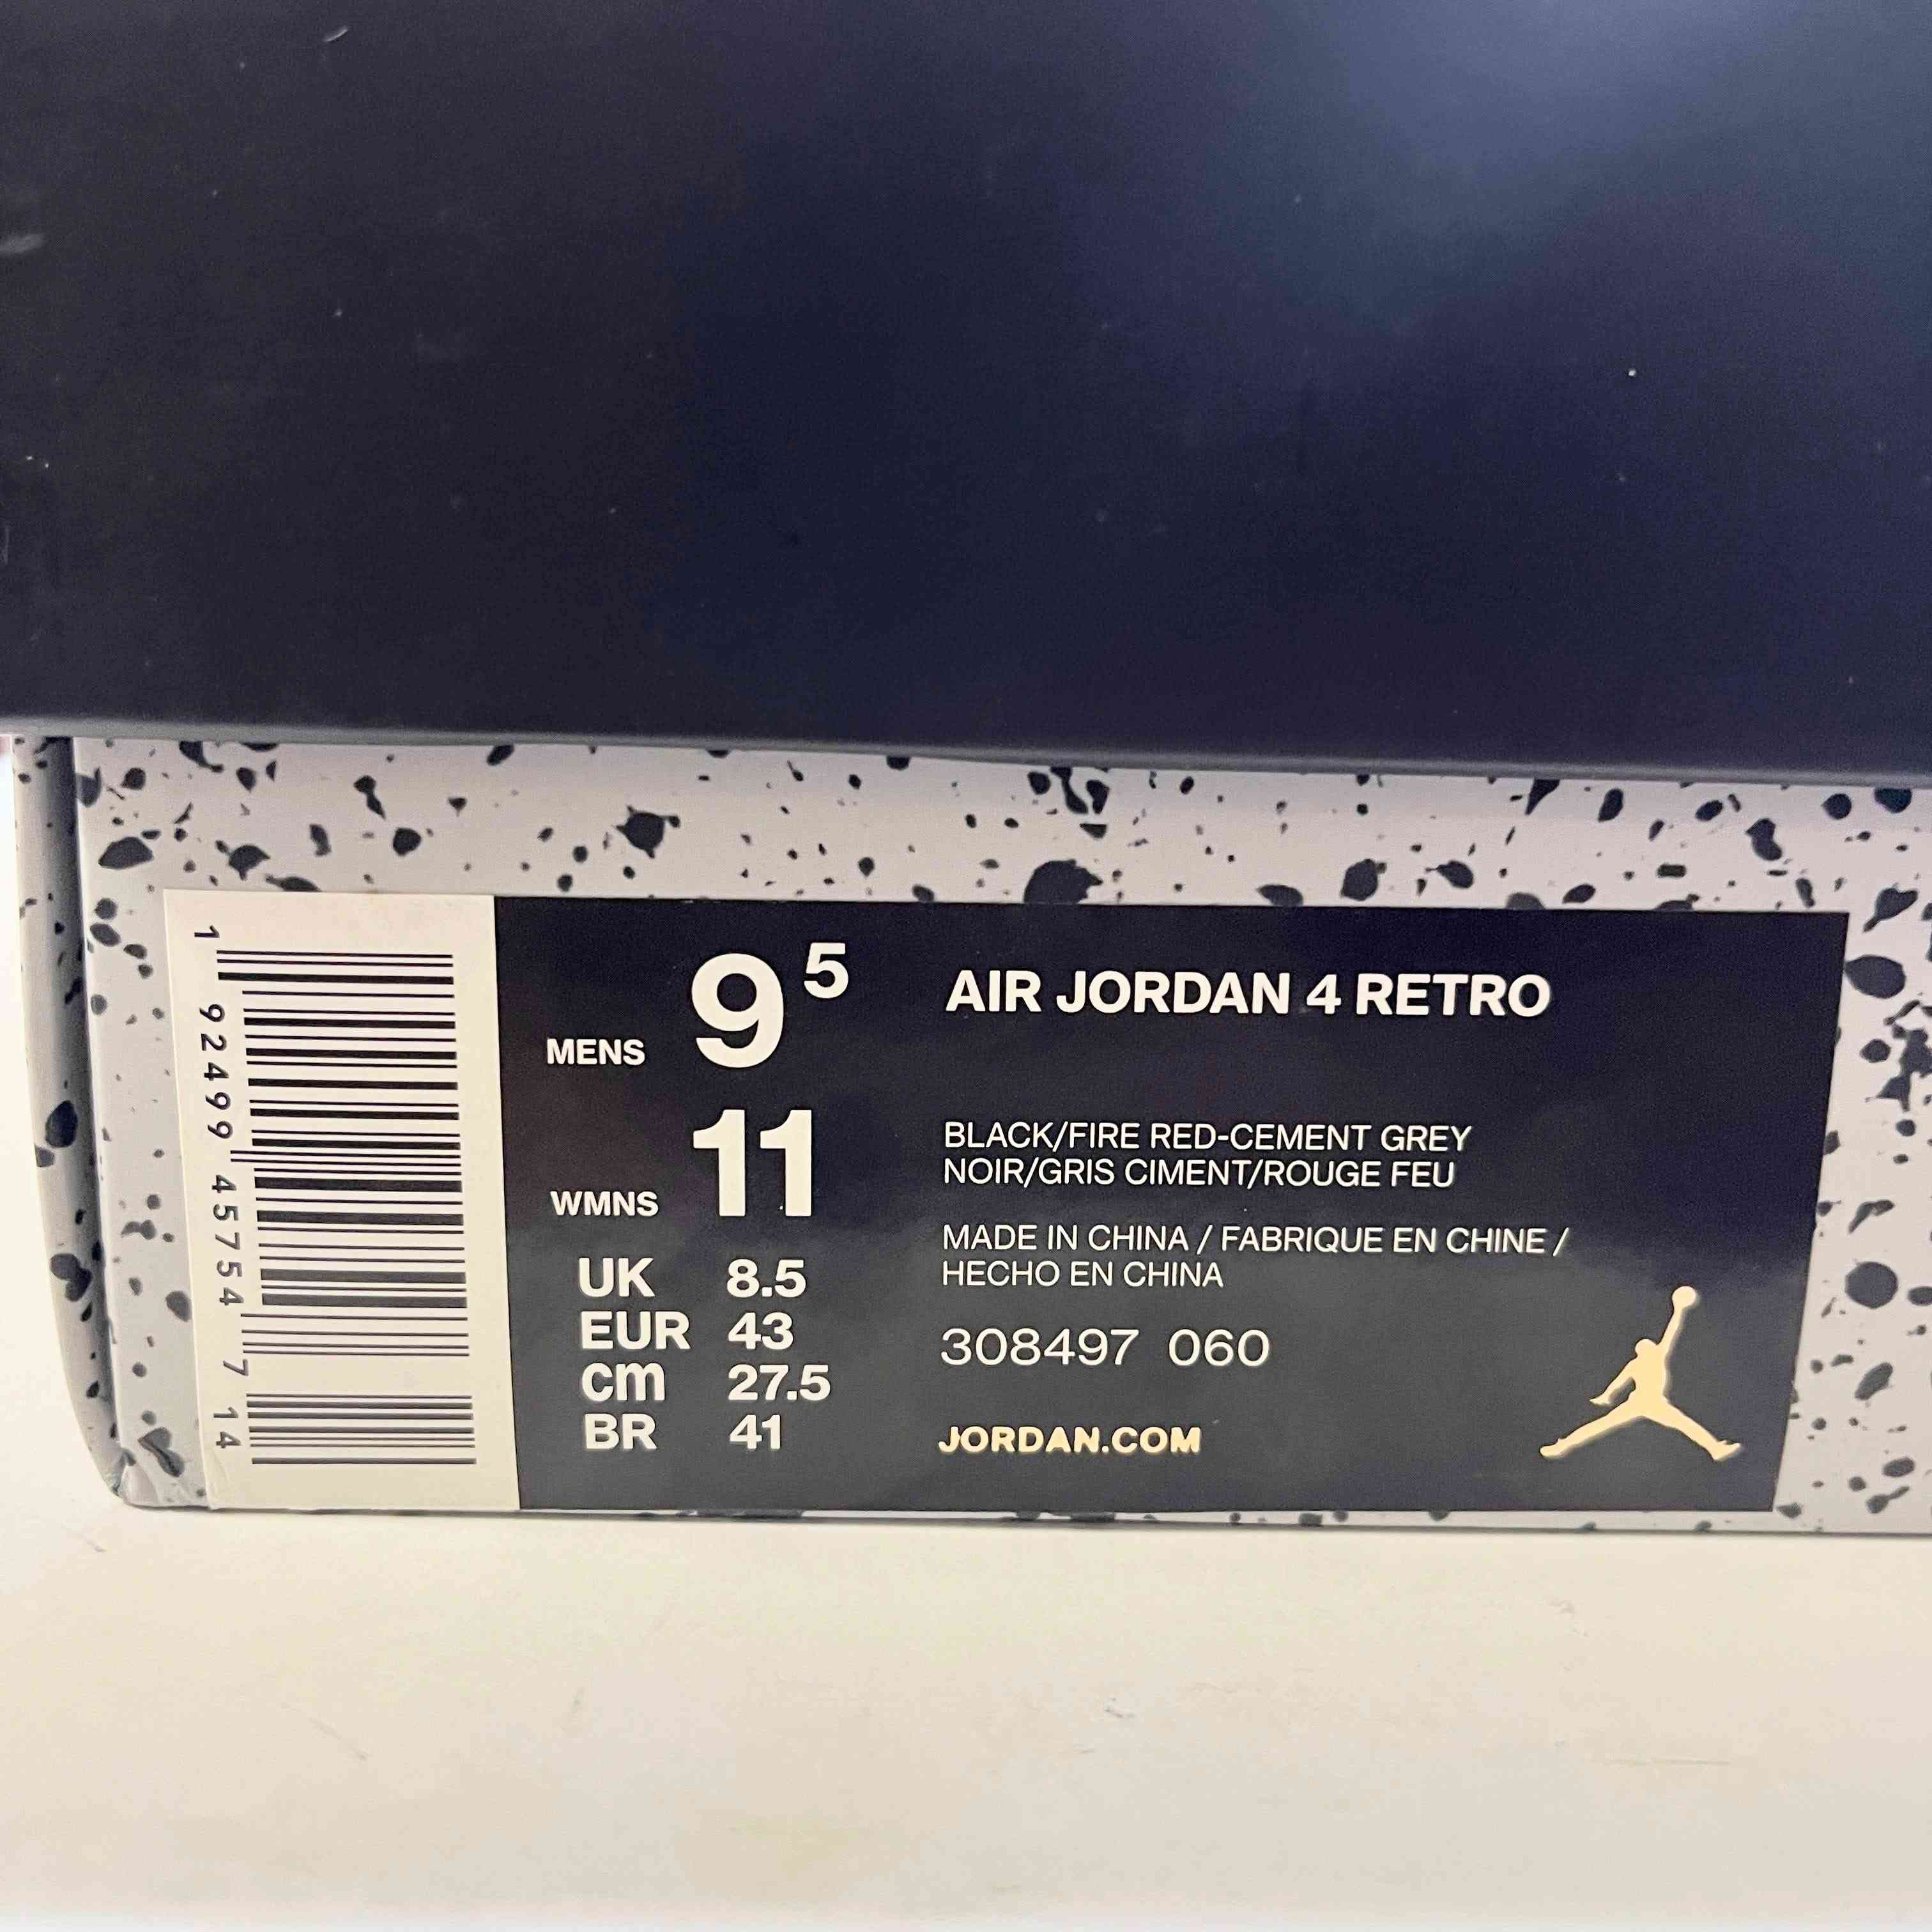 1 92499 45754 7 14
MENS 9 5
WMNS 11
UK 8.5
EUR 43
cm 27.5
BR 41
AIR JORDAN 4 RETRO
BLACK/FIRE RED-CEMENT GREY
NOIR/GRIS CIMENT/ROUGE FEU
MADE IN CHINA / FABRIQUE EN CHINE /
HECHO EN CHINA
308497 060
JORDAN.COM